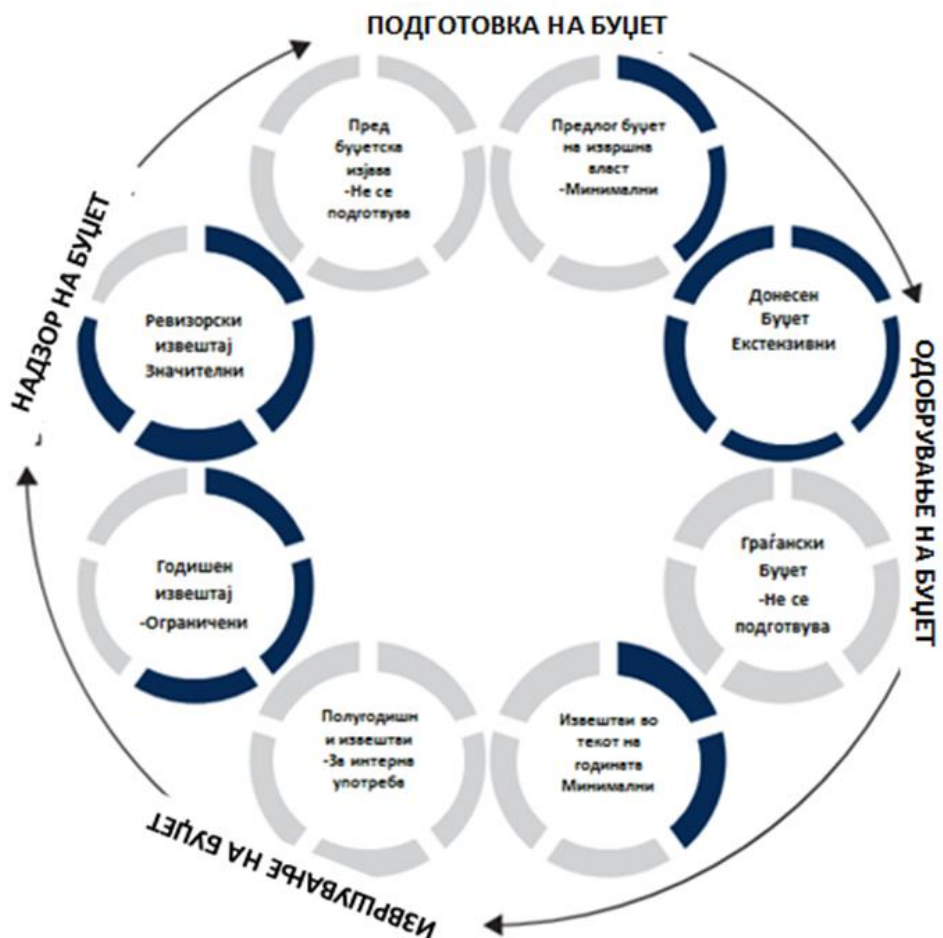 ПОДГОТОВКА НА БУЏЕТ
Пред
буџетска
изјава
-Не се
подготвува
Предлог буџет
на извршна
власт
-Минимални
Донесен
Буџет
Екстензивни
ОДОБРУВАЊЕ НА БУЏЕТ
Граѓански
Буџет
-Не се
подготвува
Извештви во
текот на
годината
Минимални
ИЗВРШУВАЊЕ НА БУЏЕТ
Полугодишн
и извештви
-За интерна
употреба
Годишен
извештај
-Ограничени
Ревизорски
извештај
Значителни
НАДЗОР НА БУЏЕТ